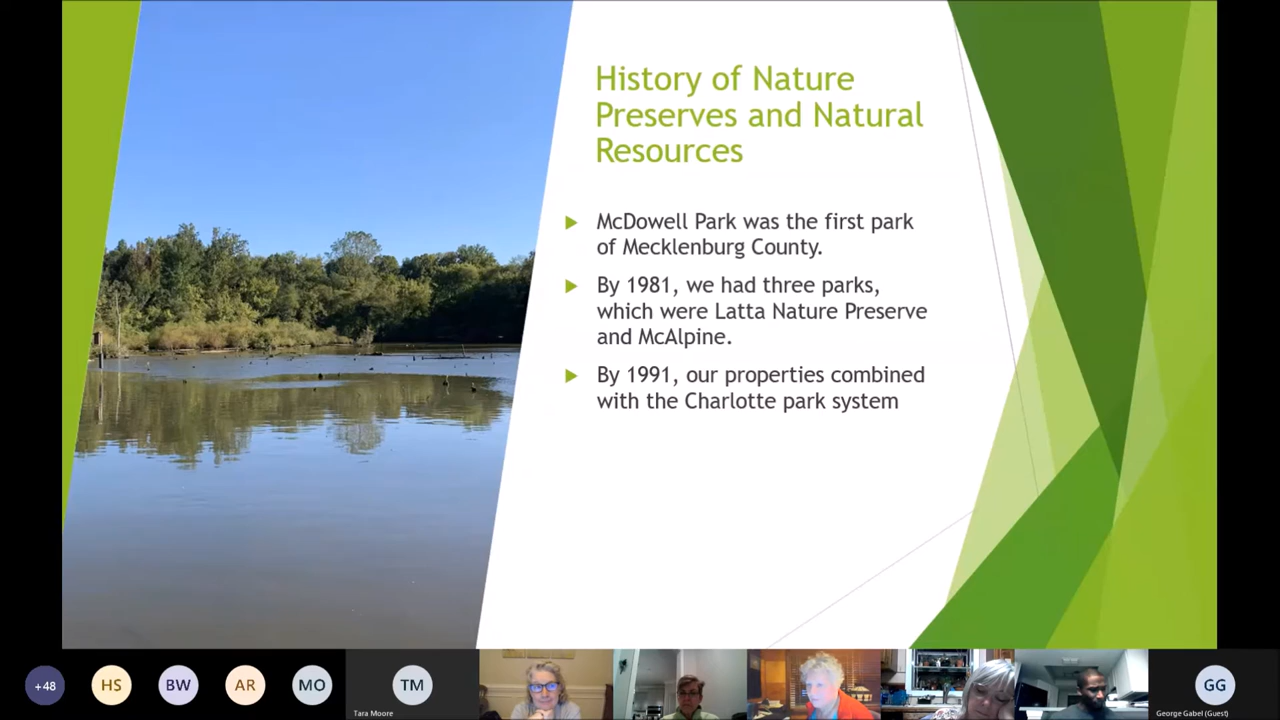 History of Nature
Preserves and Natural
Resources
McDowell Park was the first park
of Mecklenburg County.
By 1981, we had three parks,
which were Latta Nature Preserve
and McAlpine.
By 1991, our properties combined
with the Charlotte park system
+48
HS
BW
AR
MO
TM
Tara Moore
GG
George Gabel (Guest)